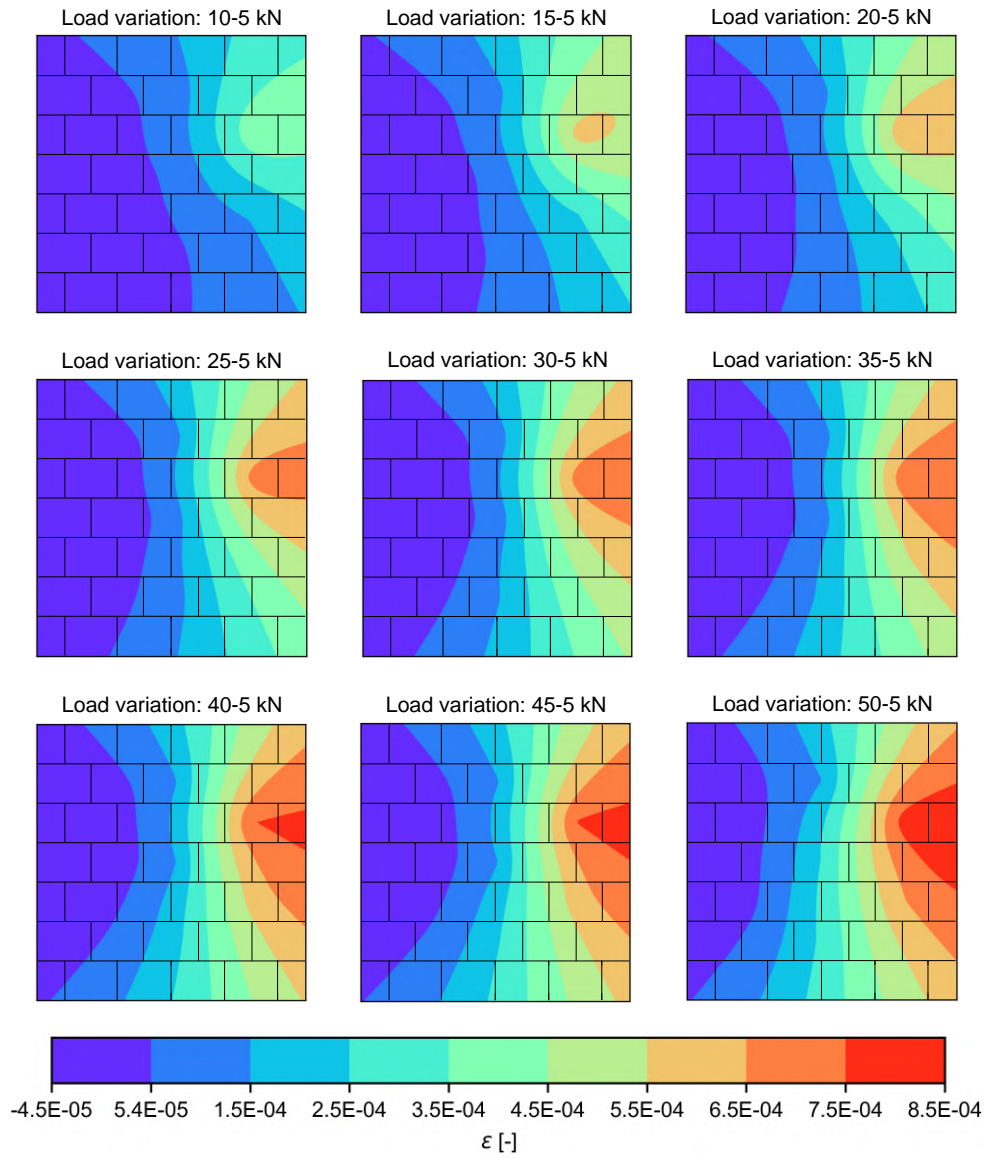 Load variation: 10-5 kN
Load variation: 15-5 kN
Load variation: 20-5 kN
Load variation: 25-5 kN
Load variation: 30-5 kN
Load variation: 35-5 kN
Load variation: 40-5 kN
Load variation: 45-5 kN
Load variation: 50-5 kN
-4.5E-05 5.4E-05 1.5E-04 2.5E-04 3.5E-04 4.5E-04 5.5E-04 6.5E-04 7.5E-04 8.5E-04
ε [-]